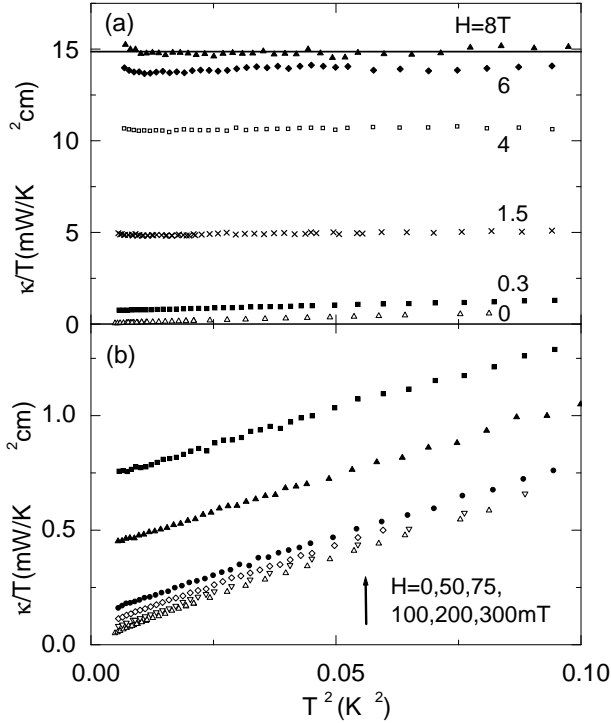 (a)
H=8T
15
6
10
4
κ/T(mW/K ²cm)
1.5
5
0.3
0
0
(b)
1.0
κ/T(mW/K ²cm)
0.5
H=0,50,75,
100,200,300mT
0.0
0.00
0.05
0.10
T ²(K ²)